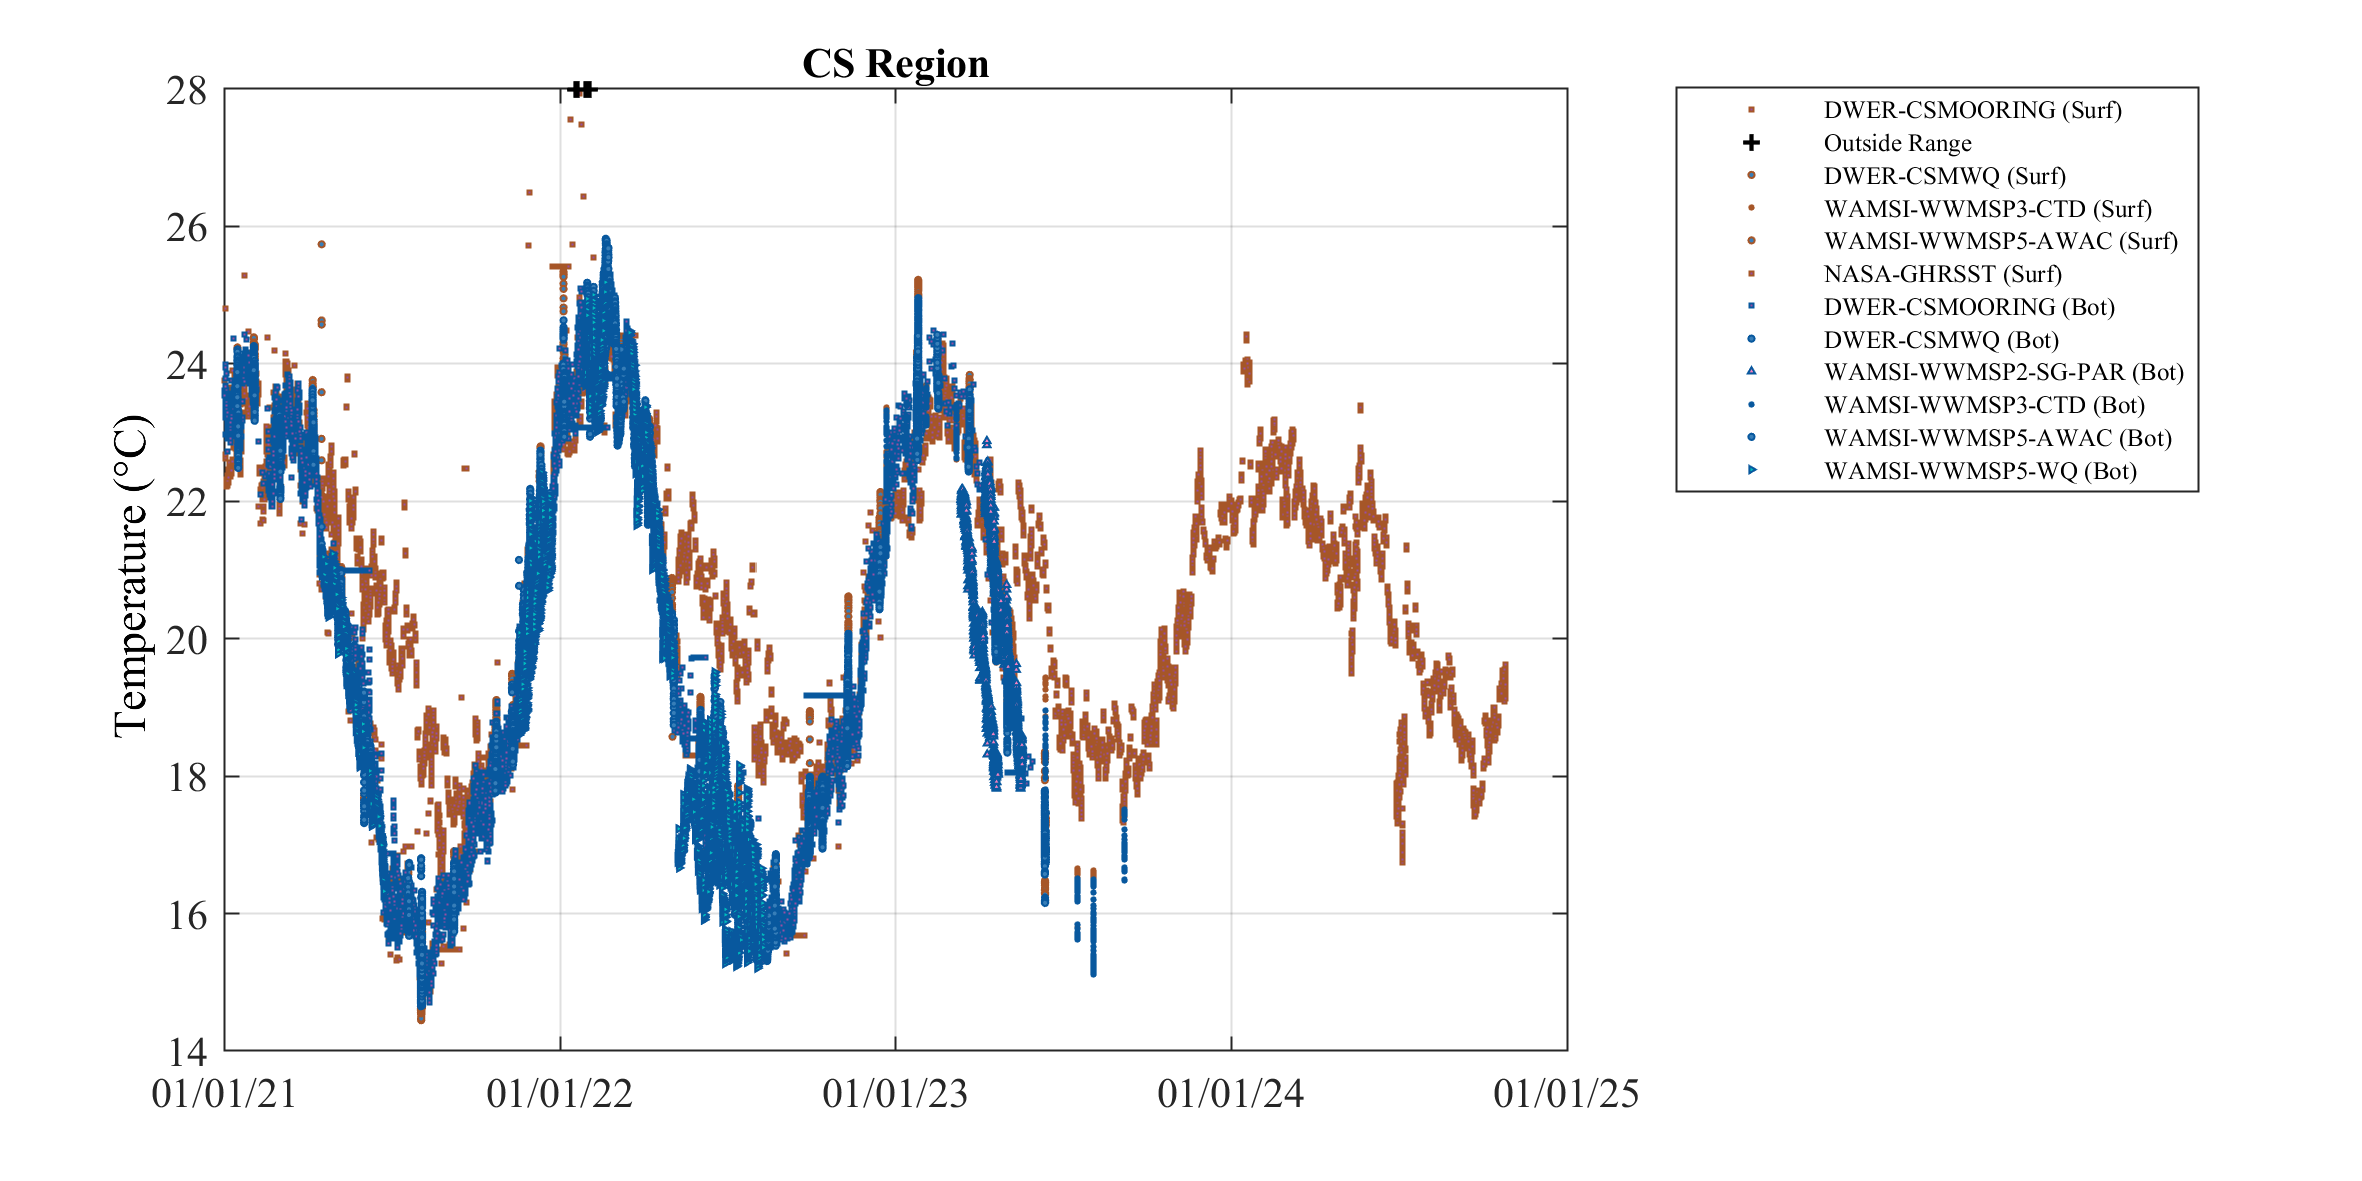 CS Region
28
26
24
22
20
18
16
14
Temperature (°C)
01/01/21
01/01/22
01/01/23
01/01/24
01/01/25
DWER-CSMOORING (Surf)
Outside Range
DWER-CSMWQ (Surf)
WAMSI-WWMSP3-CTD (Surf)
WAMSI-WWMSP5-AWAC (Surf)
NASA-GHRSST (Surf)
DWER-CSMOORING (Bot)
DWER-CSMWQ (Bot)
WAMSI-WWMSP2-SG-PAR (Bot)
WAMSI-WWMSP3-CTD (Bot)
WAMSI-WWMSP5-AWAC (Bot)
WAMSI-WWMSP5-WQ (Bot)